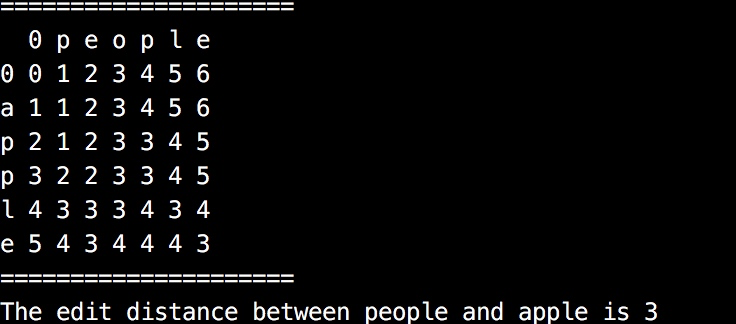 =====================
  0 p e o p l e
0 0 1 2 3 4 5 6
a 1 1 2 3 4 5 6
p 2 1 2 3 3 4 5
p 3 2 2 3 3 4 5
l 4 3 3 3 4 3 4
e 5 4 3 4 4 4 3
=====================
The edit distance between people and apple is 3